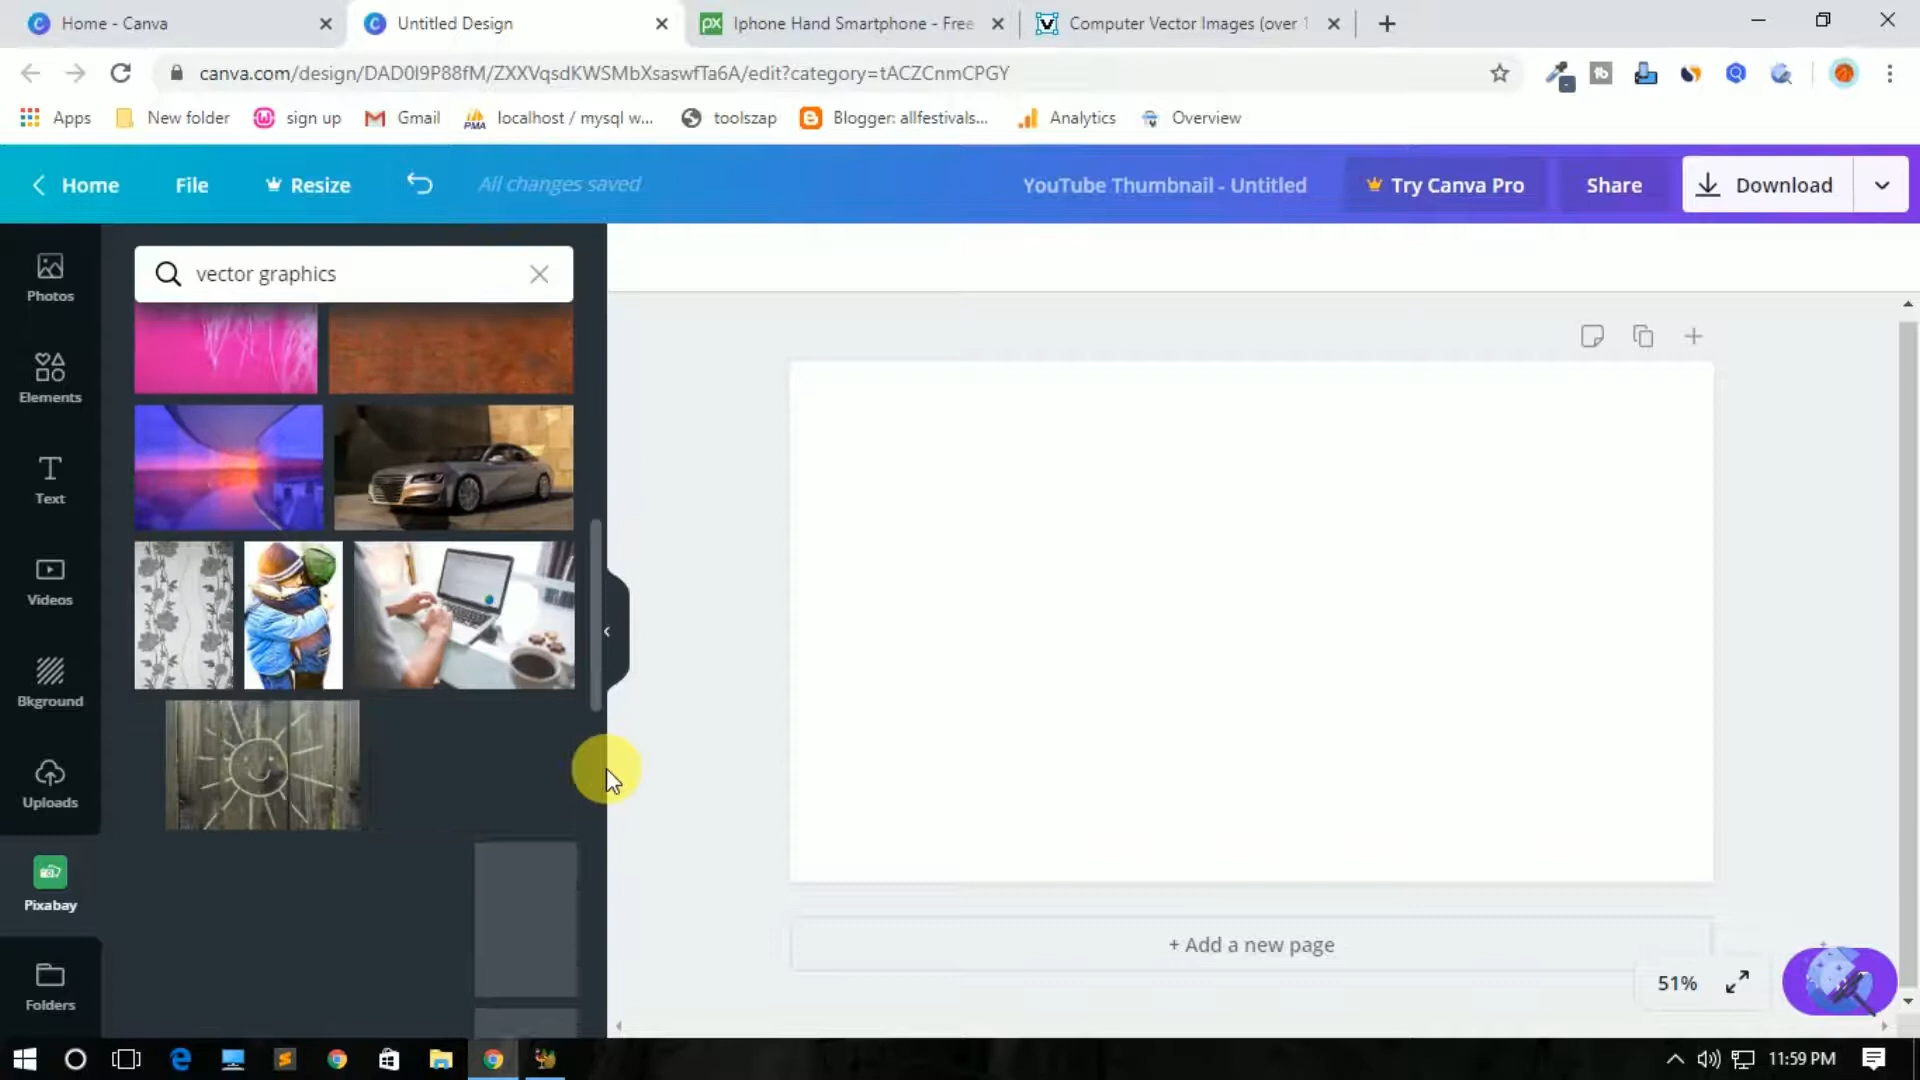 Home - Canva
Untitled Design
Iphone Hand Smartphone - Free
Computer Vector Images (over 1
canva.com/design/DAD0I9P88fM/ZXXVqsdKWSMbXsaswfTa6A/edit?category=tACZCnmCPGY
Apps
New folder
sign up
Gmail
localhost / mysql w...
toolszap
Blogger: allfestivals...
Analytics
Overview
Home
File
Resize
All changes saved
YouTube Thumbnail - Untitled
Try Canva Pro
Share
Download
vector graphics
Photos
Elements
Text
Videos
Bkground
Uploads
Pixabay
Folders
+ Add a new page
51%
11:59 PM